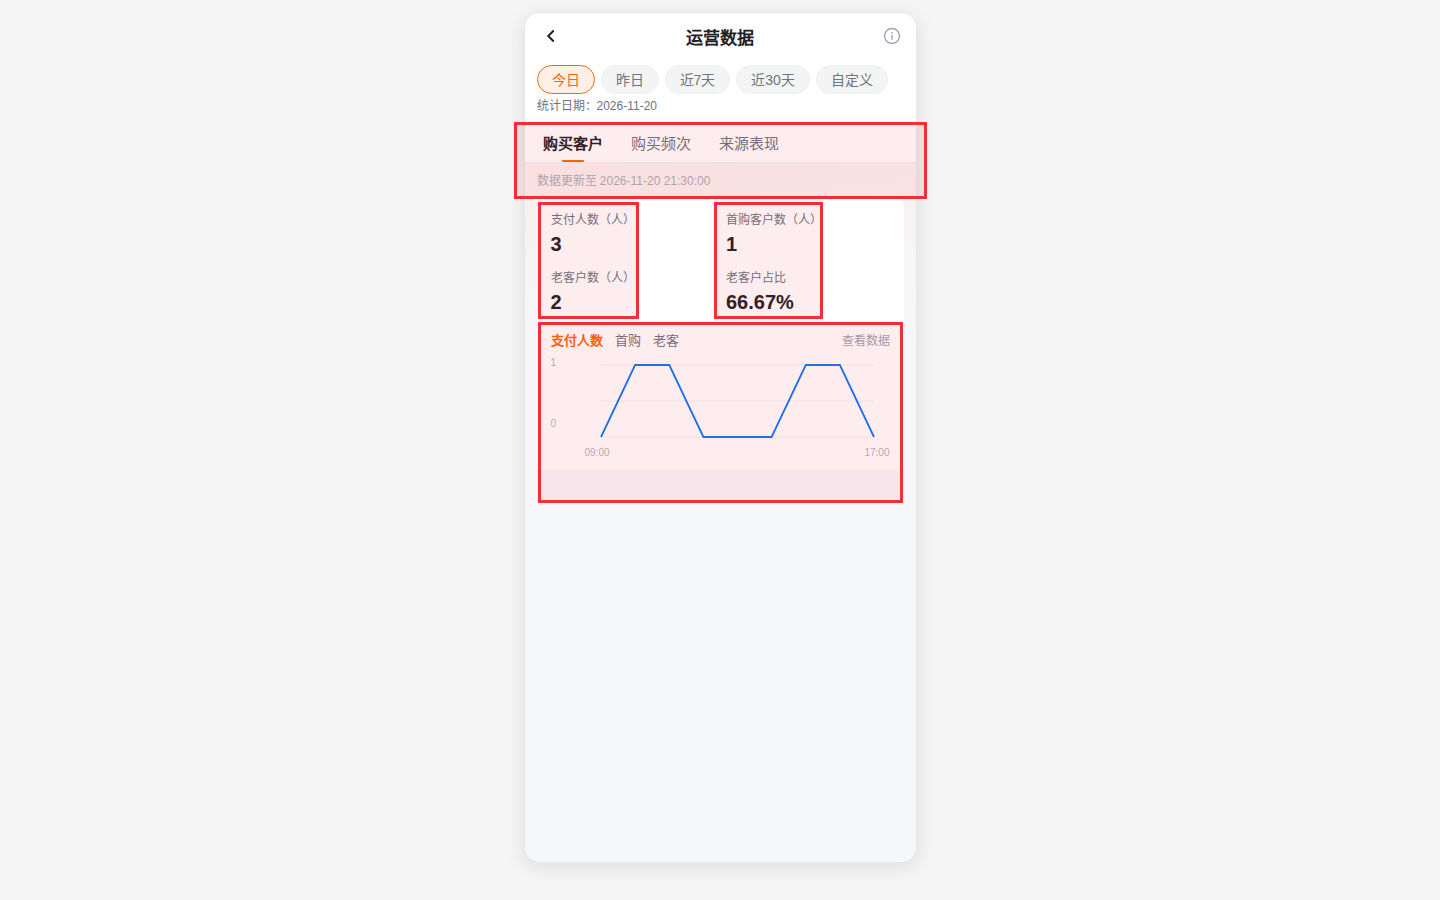 运营数据
今日 昨日 近7天 近30天 自定义
统计日期：2026-11-20
购买客户 购买频次 来源表现
数据更新至 2026-11-20 21:30:00
支付人数（人） 首购客户数（人）
3 1
老客户数（人） 老客户占比
2 66.67%
支付人数 首购 老客 查看数据
1
0
09:00 17:00